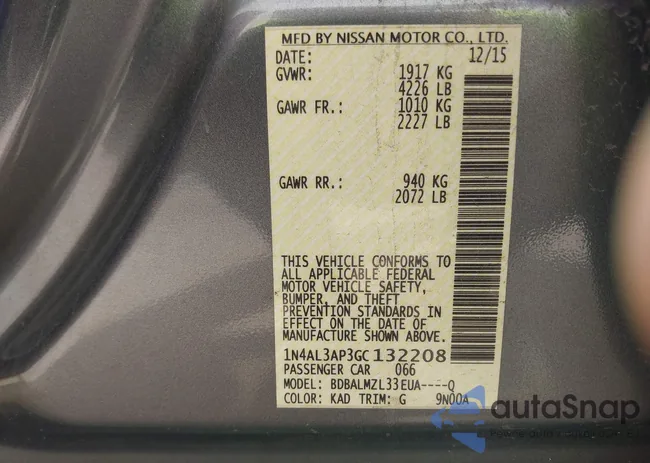 MFD BY NISSAN MOTOR CO., LTD.
DATE: 12/15
GVWR: 1917 KG
4226 LB
GAWR FR.: 1010 KG
2227 LB
GAWR RR.: 940 KG
2072 LB
THIS VEHICLE CONFORMS TO
ALL APPLICABLE FEDERAL
MOTOR VEHICLE SAFETY,
BUMPER, AND THEFT
PREVENTION STANDARDS IN
EFFECT ON THE DATE OF
MANUFACTURE SHOWN ABOVE.
1N4AL3AP3GC132208
PASSENGER CAR 066
MODEL: BDBALMZL33EUA----Q
COLOR: KAD TRIM: G 9N00A
autaSnap